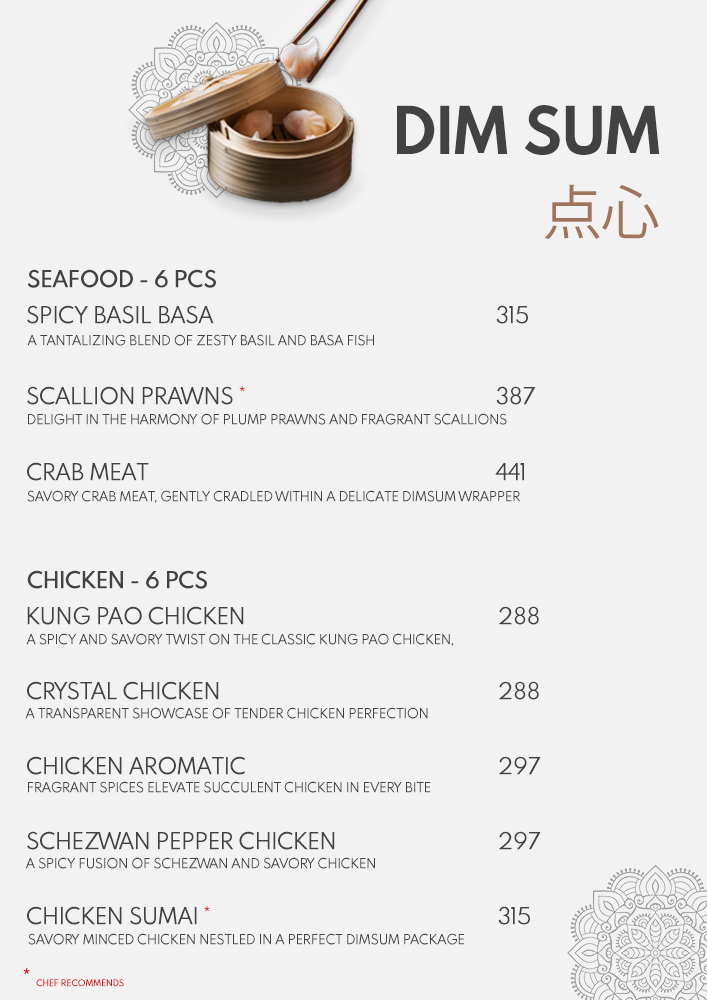 DIM SUM
点心
SEAFOOD - 6 PCS
SPICY BASIL BASA 315
A TANTALIZING BLEND OF ZESTY BASIL AND BASA FISH
SCALLION PRAWNS * 387
DELIGHT IN THE HARMONY OF PLUMP PRAWNS AND FRAGRANT SCALLIONS
CRAB MEAT 441
SAVORY CRAB MEAT, GENTLY CRADLED WITHIN A DELICATE DIMSUM WRAPPER
CHICKEN - 6 PCS
KUNG PAO CHICKEN 288
A SPICY AND SAVORY TWIST ON THE CLASSIC KUNG PAO CHICKEN,
CRYSTAL CHICKEN 288
A TRANSPARENT SHOWCASE OF TENDER CHICKEN PERFECTION
CHICKEN AROMATIC 297
FRAGRANT SPICES ELEVATE SUCCULENT CHICKEN IN EVERY BITE
SCHEZWAN PEPPER CHICKEN 297
A SPICY FUSION OF SCHEZWAN AND SAVORY CHICKEN
CHICKEN SUMAI * 315
SAVORY MINCED CHICKEN NESTLED IN A PERFECT DIMSUM PACKAGE
* CHEF RECOMMENDS